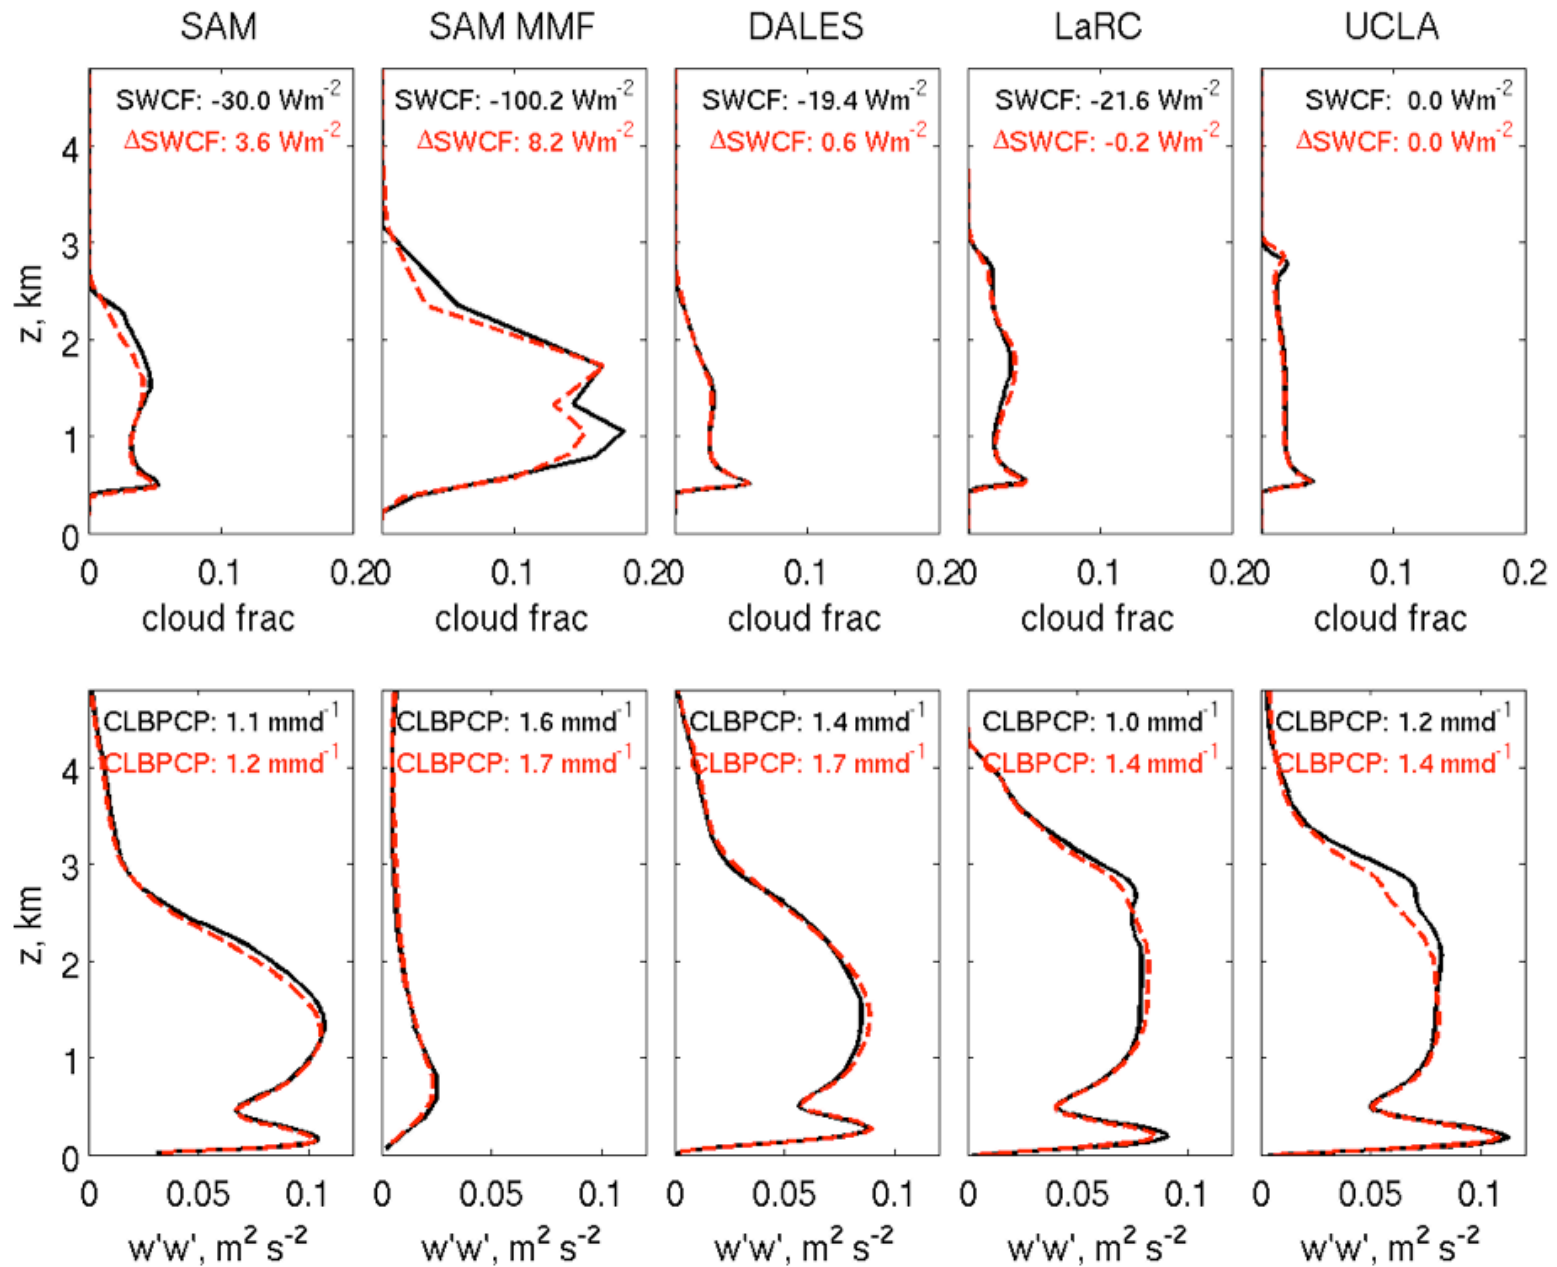 SAM SAM MMF DALES LaRC UCLA
SWCF: -30.0 Wm⁻² SWCF: -100.2 Wm⁻² SWCF: -19.4 Wm⁻² SWCF: -21.6 Wm⁻² SWCF: 0.0 Wm⁻²
ΔSWCF: 3.6 Wm⁻² ΔSWCF: 8.2 Wm⁻² ΔSWCF: 0.6 Wm⁻² ΔSWCF: -0.2 Wm⁻² ΔSWCF: 0.0 Wm⁻²
4
3
z, km
2
1
0
0 0.1 0.20 0.1 0.20 0.1 0.20 0.1 0.20 0.1 0.2
cloud frac cloud frac cloud frac cloud frac cloud frac
CLBPCP: 1.1 mmd⁻¹ CLBPCP: 1.6 mmd⁻¹ CLBPCP: 1.4 mmd⁻¹ CLBPCP: 1.0 mmd⁻¹ CLBPCP: 1.2 mmd⁻¹
CLBPCP: 1.2 mmd⁻¹ CLBPCP: 1.7 mmd⁻¹ CLBPCP: 1.7 mmd⁻¹ CLBPCP: 1.4 mmd⁻¹ CLBPCP: 1.4 mmd⁻¹
4
3
z, km
2
1
0
0 0.05 0.1 0 0.05 0.1 0 0.05 0.1 0 0.05 0.1 0 0.05 0.1
w'w', m² s⁻² w'w', m² s⁻² w'w', m² s⁻² w'w', m² s⁻² w'w', m² s⁻²